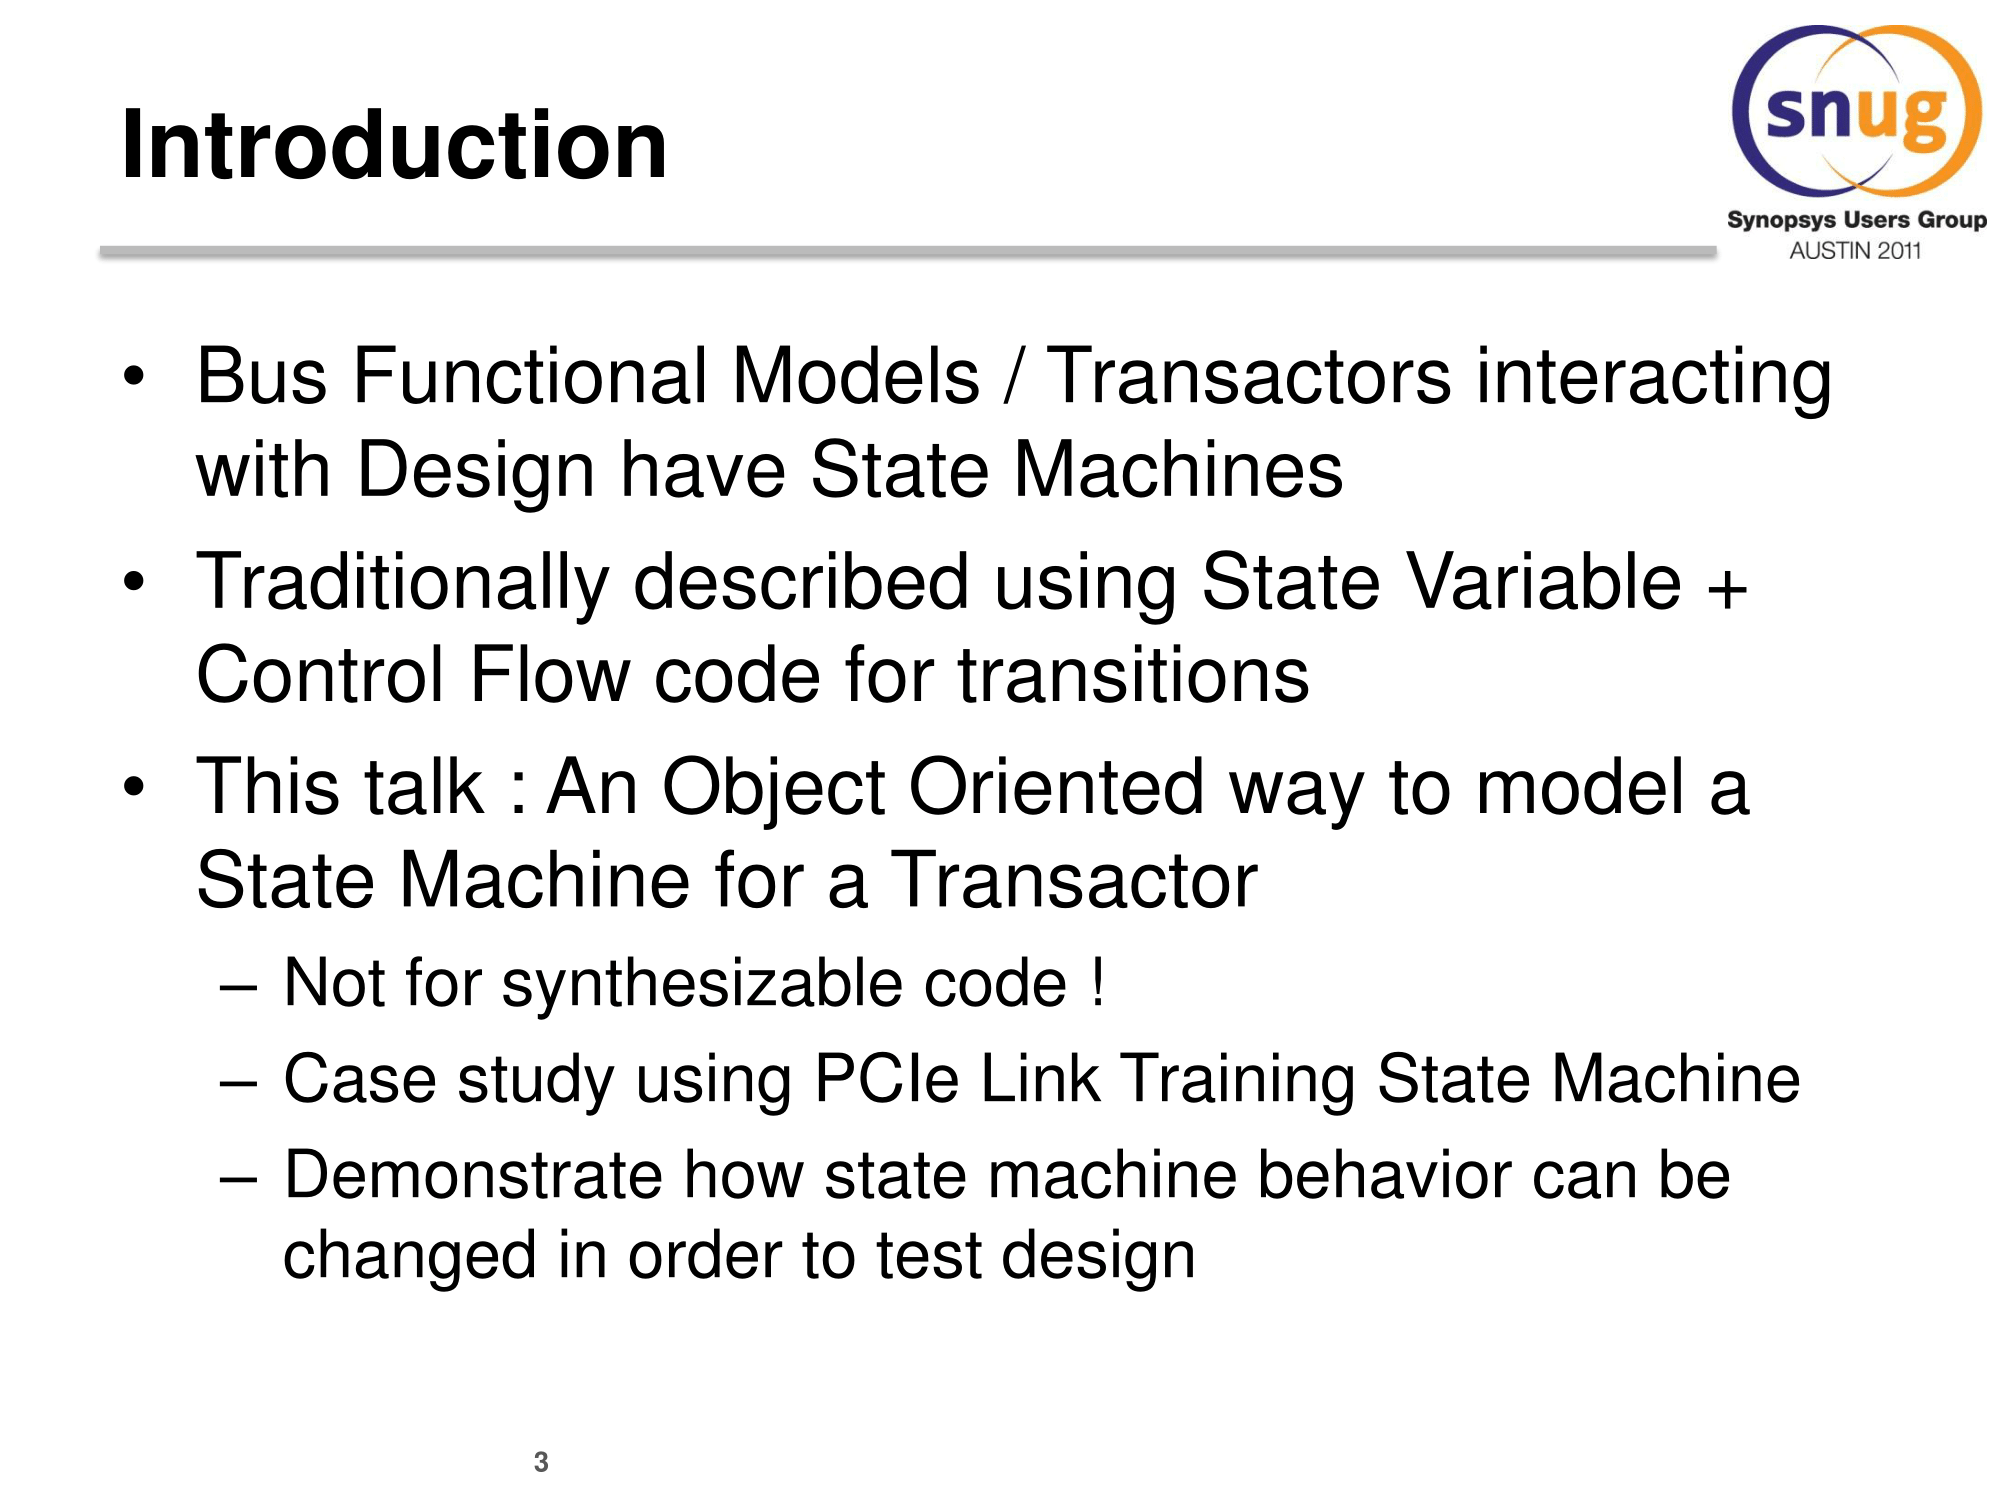 Introduction
snug
Synopsys Users Group
AUSTIN 2011
• Bus Functional Models / Transactors interacting
with Design have State Machines
• Traditionally described using State Variable +
Control Flow code for transitions
• This talk : An Object Oriented way to model a
State Machine for a Transactor
– Not for synthesizable code !
– Case study using PCIe Link Training State Machine
– Demonstrate how state machine behavior can be
changed in order to test design
3